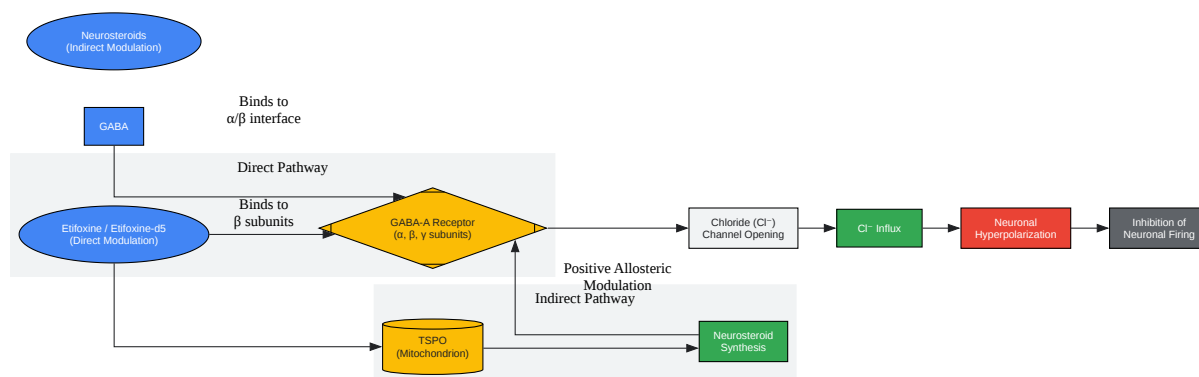 Neurosteroids
(Indirect Modulation)
GABA
Binds to
α/β interface
Direct Pathway
Etifoxine / Etifoxine-d5
(Direct Modulation)
Binds to
β subunits
GABA-A Receptor
(α, β, γ subunits)
Chloride (Cl⁻)
Channel Opening
Cl⁻ Influx
Neuronal
Hyperpolarization
Inhibition of
Neuronal Firing
Positive Allosteric
Modulation
Indirect Pathway
TSPO
(Mitochondrion)
Neurosteroid
Synthesis